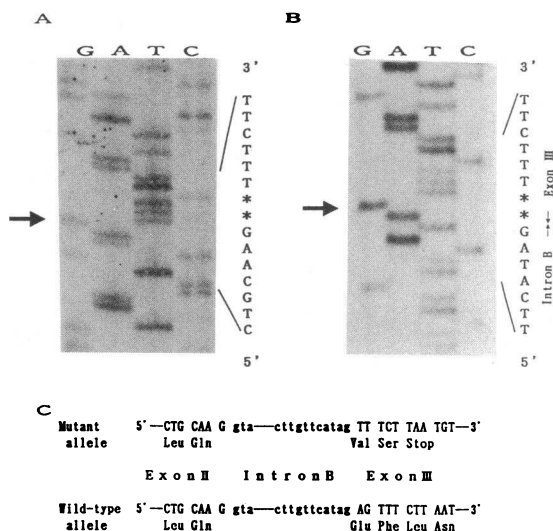 A
G A T C
3'
T
T
C
T
T
T
*
*
G
A
A
C
G
T
C
5'
B
G A T C
3'
T
T
C
T
T
T
*
*
G
A
T
A
C
T
T
5'
Intron B →← Exon III
C
Mutant allele 5'—CTG CAA G gta—cttgttcatag TT TCT TAA TGT—3'
Leu Gln Val Ser Stop
Exon II Intron B Exon III
Wild-type allele 5'—CTG CAA G gta—cttgttcatag AG TTT CTT AAT—3'
Leu Gln Glu Phe Leu Asn